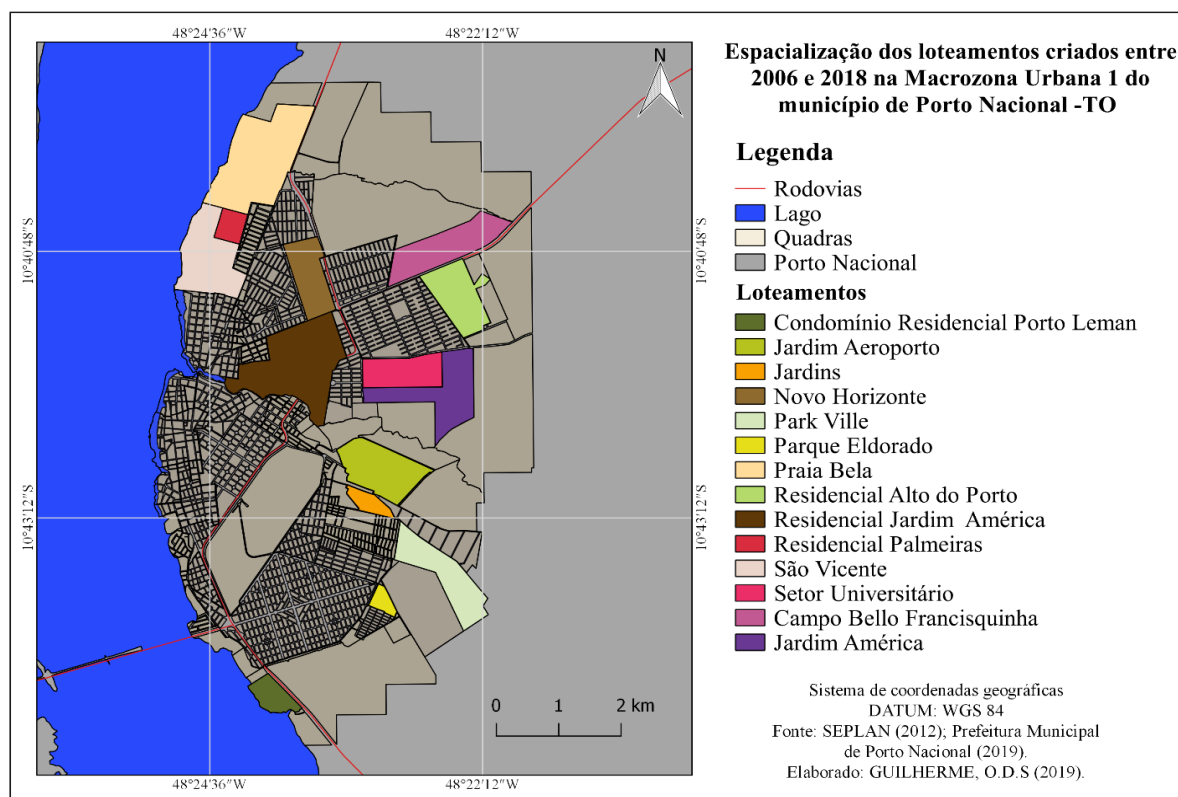 48°24'36"W
48°22'12"W
10°40'48"S
10°43'12"S
10°40'48"S
10°43'12"S
48°24'36"W
48°22'12"W
N
0 1 2 km
Espacialização dos loteamentos criados entre
2006 e 2018 na Macrozona Urbana 1 do
município de Porto Nacional -TO
Legenda
Rodovias
Lago
Quadras
Porto Nacional
Loteamentos
Condomínio Residencial Porto Leman
Jardim Aeroporto
Jardins
Novo Horizonte
Park Ville
Parque Eldorado
Praia Bela
Residencial Alto do Porto
Residencial Jardim América
Residencial Palmeiras
São Vicente
Setor Universitário
Campo Bello Francisquinha
Jardim América
Sistema de coordenadas geográficas
DATUM: WGS 84
Fonte: SEPLAN (2012); Prefeitura Municipal
de Porto Nacional (2019).
Elaborado: GUILHERME, O.D.S (2019).